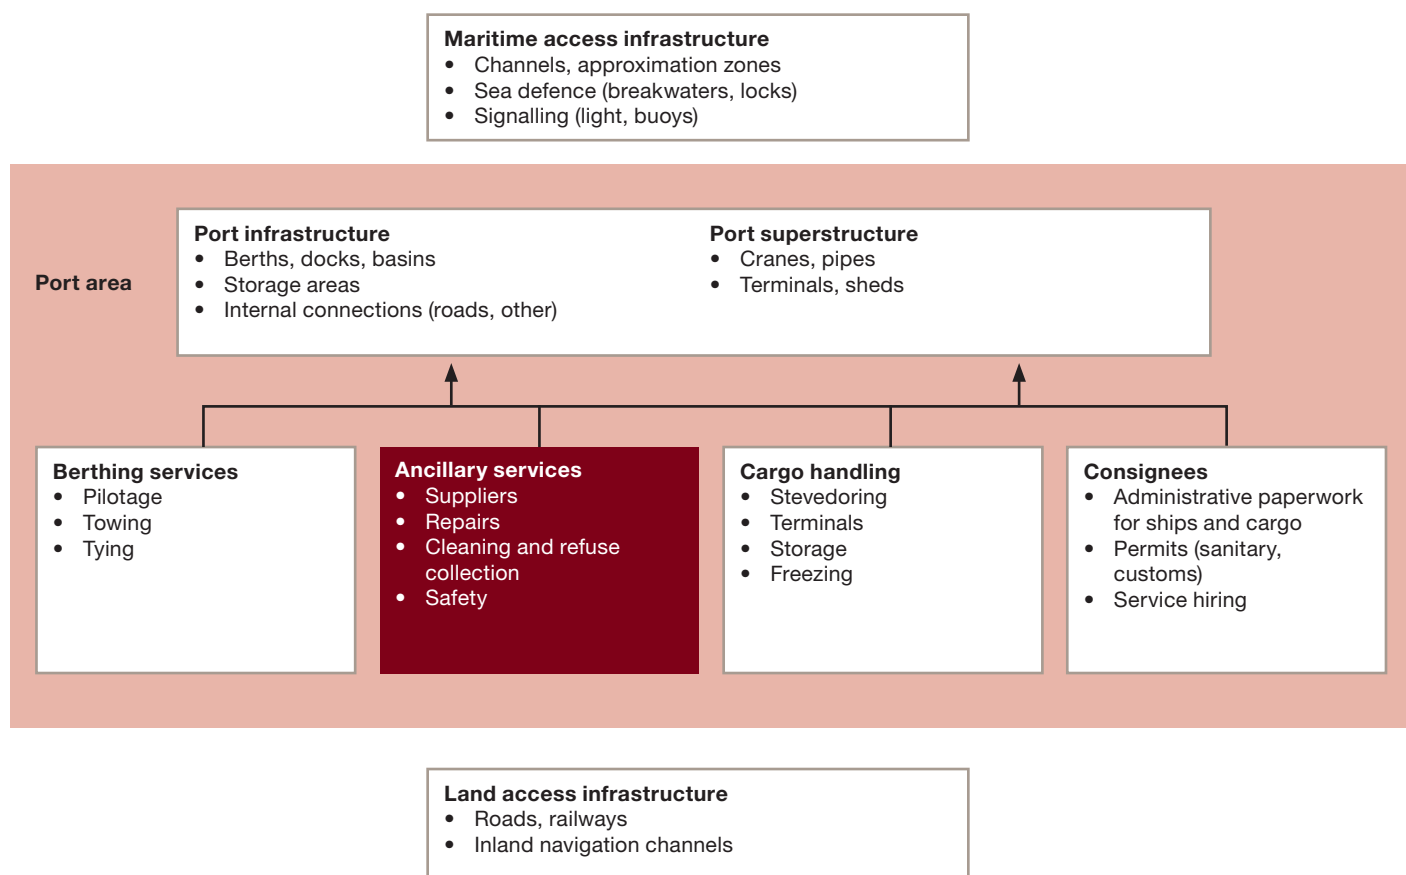 Maritime access infrastructure
• Channels, approximation zones
• Sea defence (breakwaters, locks)
• Signalling (light, buoys)
Port area
Port infrastructure
• Berths, docks, basins
• Storage areas
• Internal connections (roads, other)
Port superstructure
• Cranes, pipes
• Terminals, sheds
Berthing services
• Pilotage
• Towing
• Tying
Ancillary services
• Suppliers
• Repairs
• Cleaning and refuse
collection
• Safety
Cargo handling
• Stevedoring
• Terminals
• Storage
• Freezing
Consignees
• Administrative paperwork
for ships and cargo
• Permits (sanitary,
customs)
• Service hiring
Land access infrastructure
• Roads, railways
• Inland navigation channels